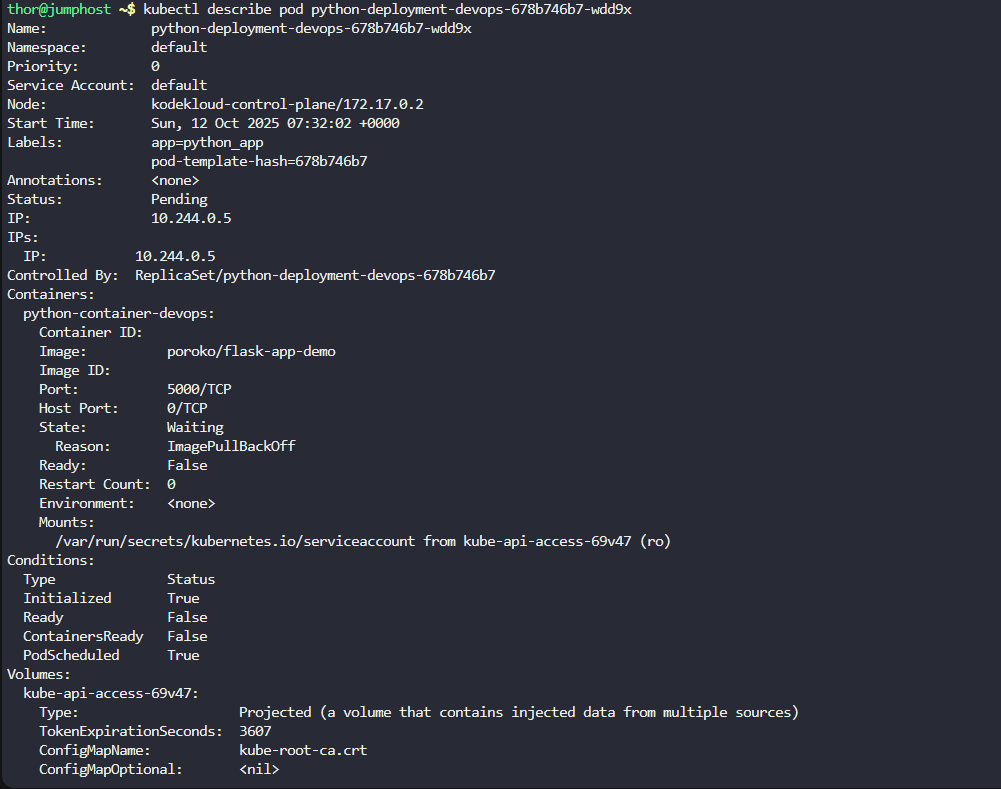 thor@jumphost ~$ kubectl describe pod python-deployment-devops-678b746b7-wdd9x
Name:             python-deployment-devops-678b746b7-wdd9x
Namespace:        default
Priority:         0
Service Account:  default
Node:             kodekloud-control-plane/172.17.0.2
Start Time:       Sun, 12 Oct 2025 07:32:02 +0000
Labels:           app=python_app
                  pod-template-hash=678b746b7
Annotations:      <none>
Status:           Pending
IP:               10.244.0.5
IPs:
  IP:           10.244.0.5
Controlled By:  ReplicaSet/python-deployment-devops-678b746b7
Containers:
  python-container-devops:
    Container ID:
    Image:          poroko/flask-app-demo
    Image ID:
    Port:           5000/TCP
    Host Port:      0/TCP
    State:          Waiting
      Reason:       ImagePullBackOff
    Ready:          False
    Restart Count:  0
    Environment:    <none>
    Mounts:
      /var/run/secrets/kubernetes.io/serviceaccount from kube-api-access-69v47 (ro)
Conditions:
  Type              Status
  Initialized       True
  Ready             False
  ContainersReady   False
  PodScheduled      True
Volumes:
  kube-api-access-69v47:
    Type:                    Projected (a volume that contains injected data from multiple sources)
    TokenExpirationSeconds:  3607
    ConfigMapName:           kube-root-ca.crt
    ConfigMapOptional:       <nil>